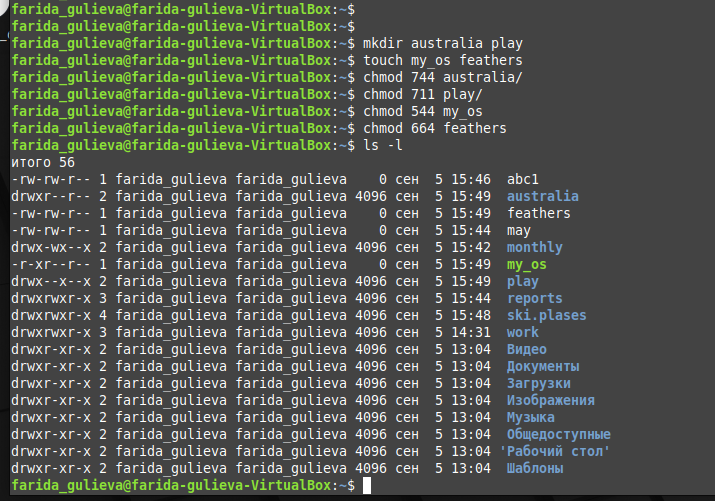 farida_gulieva@farida-gulieva-VirtualBox:~$
farida_gulieva@farida-gulieva-VirtualBox:~$
farida_gulieva@farida-gulieva-VirtualBox:~$ mkdir australia play
farida_gulieva@farida-gulieva-VirtualBox:~$ touch my_os feathers
farida_gulieva@farida-gulieva-VirtualBox:~$ chmod 744 australia/
farida_gulieva@farida-gulieva-VirtualBox:~$ chmod 711 play/
farida_gulieva@farida-gulieva-VirtualBox:~$ chmod 544 my_os
farida_gulieva@farida-gulieva-VirtualBox:~$ chmod 664 feathers
farida_gulieva@farida-gulieva-VirtualBox:~$ ls -l
итого 56
-rw-rw-r-- 1 farida_gulieva farida_gulieva    0 сен  5 15:46  abc1
drwxr--r-- 2 farida_gulieva farida_gulieva 4096 сен  5 15:49  australia
-rw-rw-r-- 1 farida_gulieva farida_gulieva    0 сен  5 15:49  feathers
-rw-rw-r-- 1 farida_gulieva farida_gulieva    0 сен  5 15:44  may
drwx-wx--x 2 farida_gulieva farida_gulieva 4096 сен  5 15:42  monthly
-r-xr--r-- 1 farida_gulieva farida_gulieva    0 сен  5 15:49  my_os
drwx--x--x 2 farida_gulieva farida_gulieva 4096 сен  5 15:49  play
drwxrwxr-x 3 farida_gulieva farida_gulieva 4096 сен  5 15:44  reports
drwxrwxr-x 4 farida_gulieva farida_gulieva 4096 сен  5 15:48  ski.plases
drwxrwxr-x 3 farida_gulieva farida_gulieva 4096 сен  5 14:31  work
drwxr-xr-x 2 farida_gulieva farida_gulieva 4096 сен  5 13:04  Видео
drwxr-xr-x 2 farida_gulieva farida_gulieva 4096 сен  5 13:04  Документы
drwxr-xr-x 2 farida_gulieva farida_gulieva 4096 сен  5 13:04  Загрузки
drwxr-xr-x 2 farida_gulieva farida_gulieva 4096 сен  5 13:04  Изображения
drwxr-xr-x 2 farida_gulieva farida_gulieva 4096 сен  5 13:04  Музыка
drwxr-xr-x 2 farida_gulieva farida_gulieva 4096 сен  5 13:04  Общедоступные
drwxr-xr-x 2 farida_gulieva farida_gulieva 4096 сен  5 13:04 'Рабочий стол'
drwxr-xr-x 2 farida_gulieva farida_gulieva 4096 сен  5 13:04  Шаблоны
farida_gulieva@farida-gulieva-VirtualBox:~$